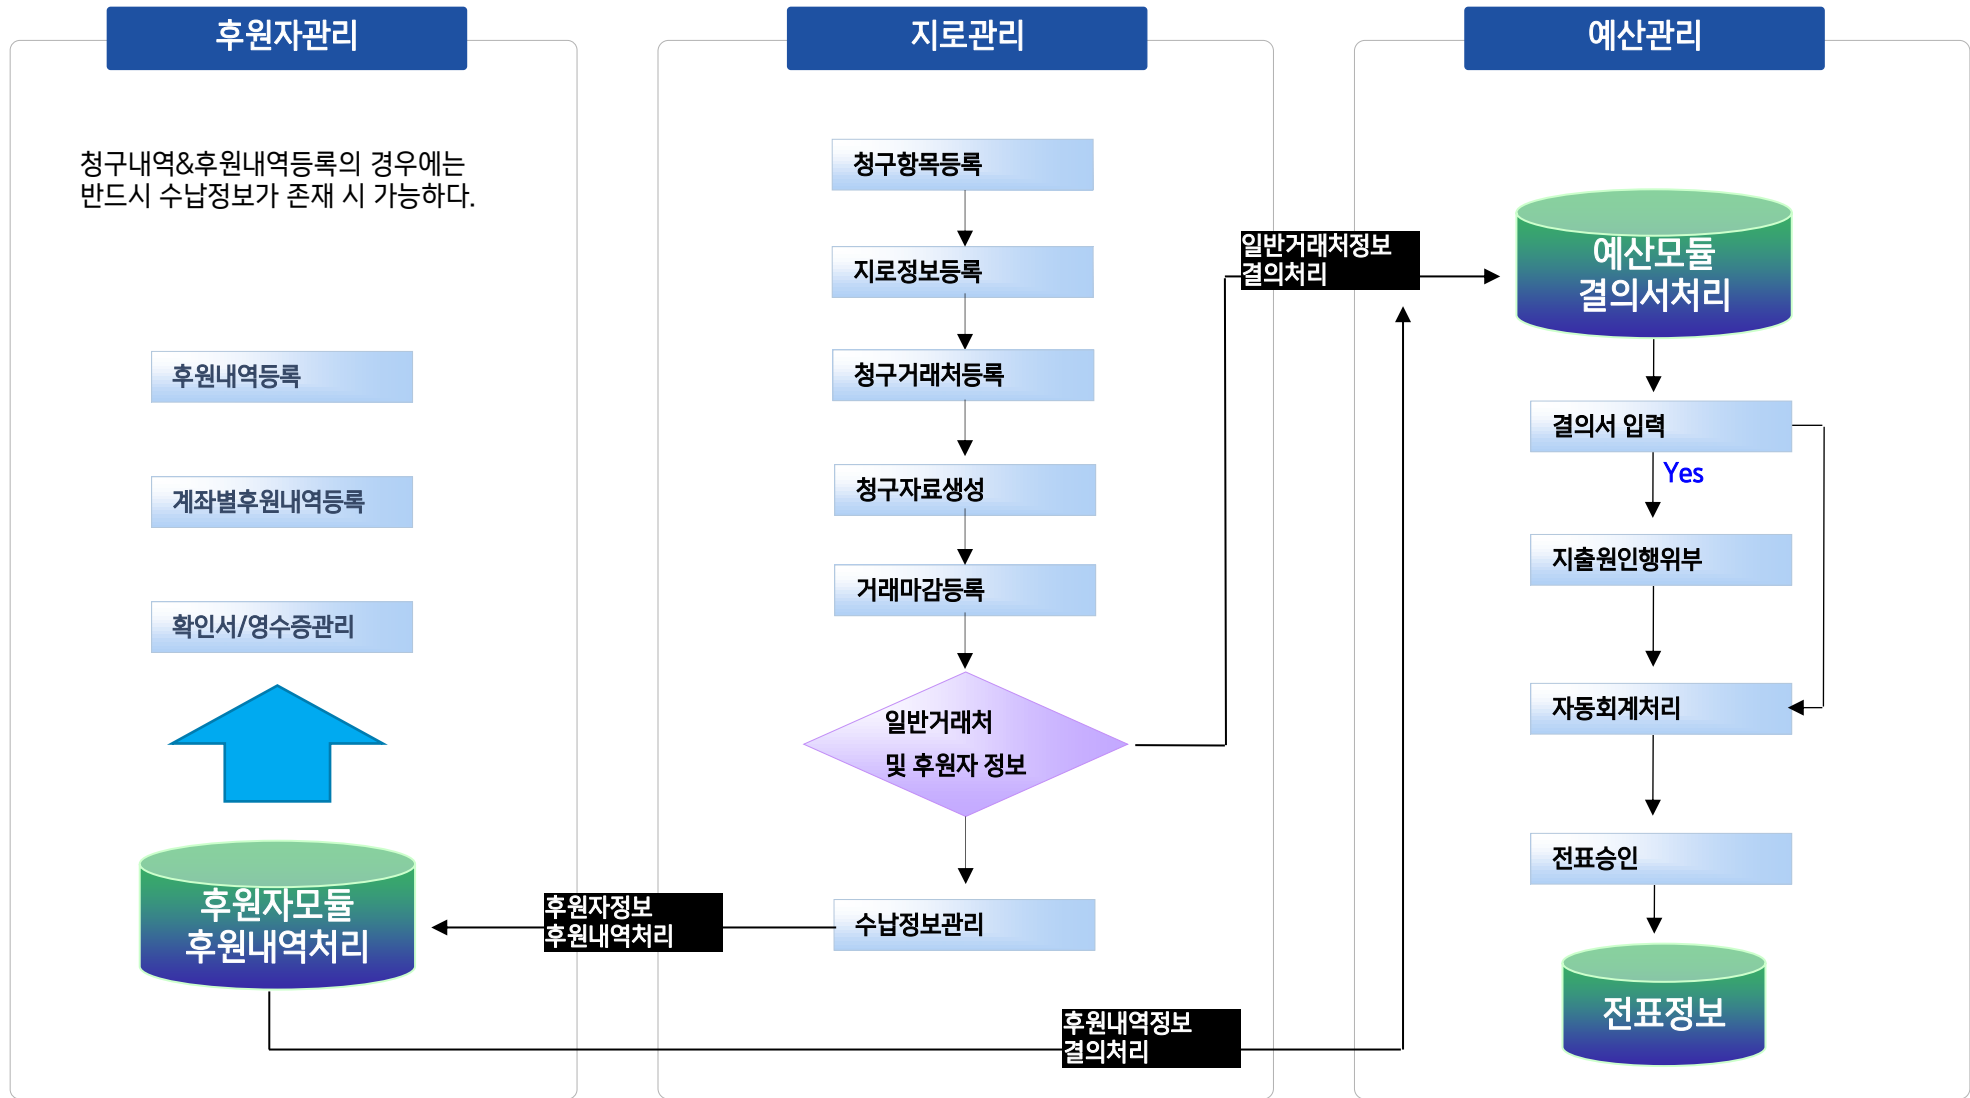 후원자관리
청구내역&후원내역등록의 경우에는
반드시 수납정보가 존재 시 가능하다.
후원내역등록
계좌별후원내역등록
확인서/영수증관리
후원자모듈
후원내역처리
후원자정보
후원내역처리
지로관리
청구항목등록
지로정보등록
청구거래처등록
청구자료생성
거래마감등록
일반거래처
및 후원자 정보
수납정보관리
후원내역정보
결의처리
일반거래처정보
결의처리
예산관리
예산모듈
결의서처리
결의서 입력
Yes
지출원인행위부
자동회계처리
전표승인
전표정보